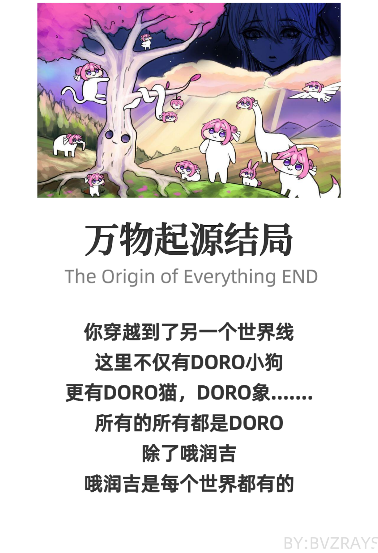 万物起源结局
The Origin of Everything END
你穿越到了另一个世界线
这里不仅有DORO小狗
更有DORO猫，DORO象.......
所有的所有都是DORO
除了哦润吉
哦润吉是每个世界都有的
BY:BVZRAYS